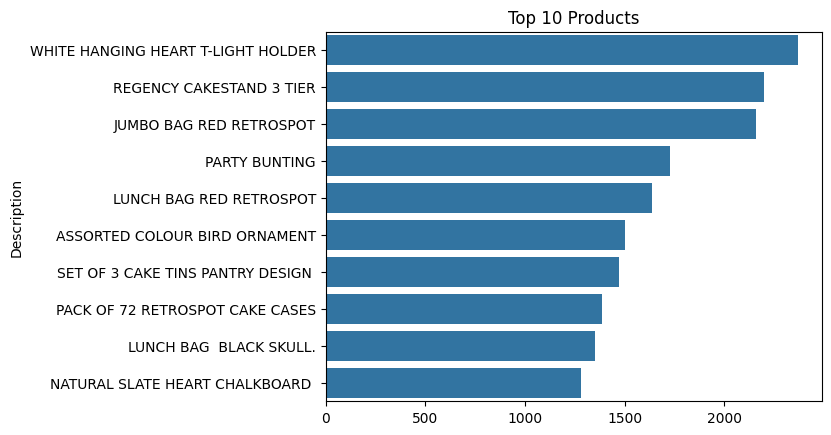 Top 10 Products
WHITE HANGING HEART T-LIGHT HOLDER
REGENCY CAKESTAND 3 TIER
JUMBO BAG RED RETROSPOT
PARTY BUNTING
LUNCH BAG RED RETROSPOT
ASSORTED COLOUR BIRD ORNAMENT
SET OF 3 CAKE TINS PANTRY DESIGN
PACK OF 72 RETROSPOT CAKE CASES
LUNCH BAG  BLACK SKULL.
NATURAL SLATE HEART CHALKBOARD
Description
0 500 1000 1500 2000